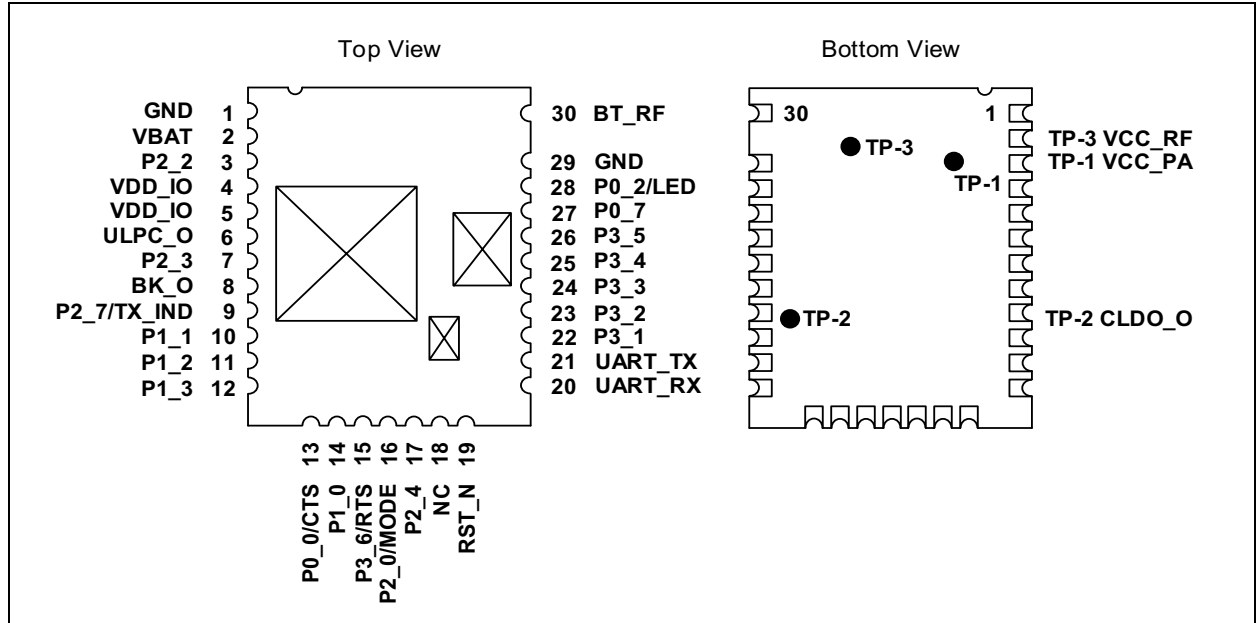 Top View
GND 1
VBAT 2
P2_2 3
VDD_IO 4
VDD_IO 5
ULPC_O 6
P2_3 7
BK_O 8
P2_7/TX_IND 9
P1_1 10
P1_2 11
P1_3 12
13 P0_0/CTS
14 P1_0
15 P3_6/RTS
16 P2_0/MODE
17 P2_4
18 NC
19 RST_N
30 BT_RF
29 GND
28 P0_2/LED
27 P0_7
26 P3_5
25 P3_4
24 P3_3
23 P3_2
22 P3_1
21 UART_TX
20 UART_RX
Bottom View
30
1
TP-3
TP-1
TP-2
TP-3 VCC_RF
TP-1 VCC_PA
TP-2 CLDO_O